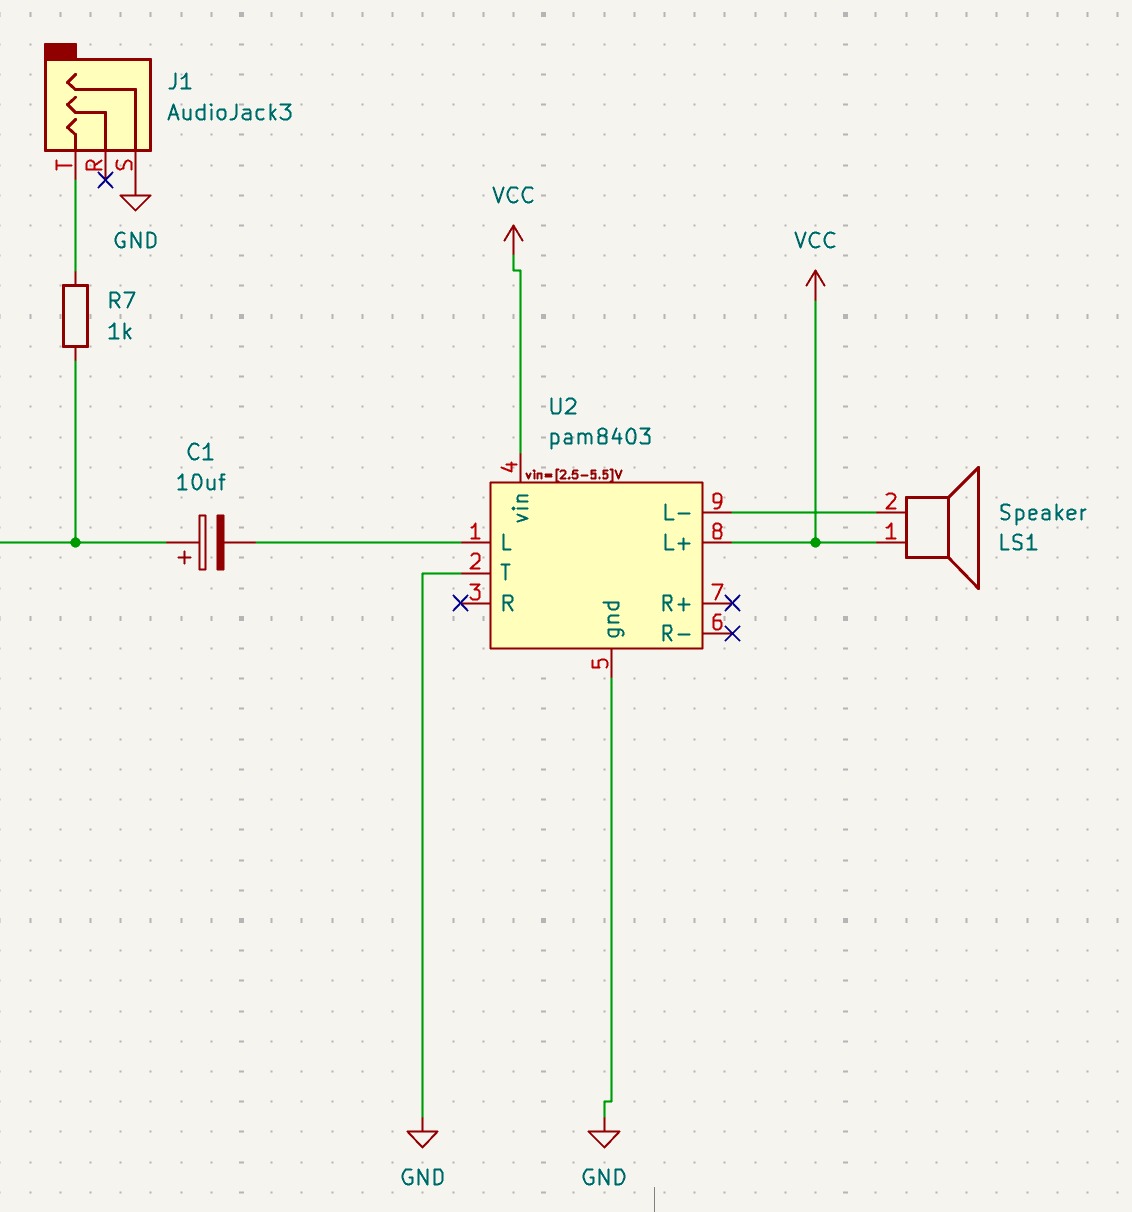 J1
AudioJack3
T R S
GND
VCC
VCC
R7
1k
U2
pam8403
C1
10uf
4
vin=[2.5-5.5]V
vin
9
L-
2
Speaker
1
L
8
L+
1
LS1
2
T
3
R
gnd
7
R+
6
R-
5
+
GND
GND